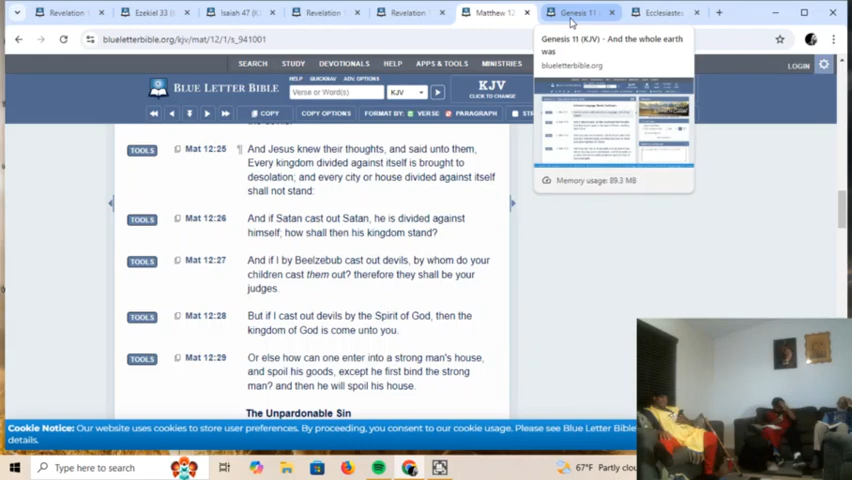 Revelation 1
Ezekiel 33 (
Isaiah 47 (K
Revelation 1
Revelation 1
Matthew 12
Genesis 11 (
Ecclesiastes
blueletterbible.org/kjv/mat/12/1/s_941001
Genesis 11 (KJV) - And the whole earth
was
blueletterbible.org
Memory usage: 89.3 MB
SEARCH STUDY DEVOTIONALS APP MINISTRIES
LOGIN
BLUE LETTER BIBLE
HELP QUICKNAV ADV. OPTIONS
Verse or Word(s)
KJV
KJV
CLICK TO CHANGE
COPY COPY OPTIONS FORMAT BY: VERSE PARAGRAPH
TOOLS Mat 12:25 ¶ And Jesus knew their thoughts, and said unto them,
Every kingdom divided against itself is brought to
desolation; and every city or house divided against itself
shall not stand:
TOOLS Mat 12:26 And if Satan cast out Satan, he is divided against
himself; how shall then his kingdom stand?
TOOLS Mat 12:27 And if I by Beelzebub cast out devils, by whom do your
children cast them out? therefore they shall be your
judges.
TOOLS Mat 12:28 But if I cast out devils by the Spirit of God, then the
kingdom of God is come unto you.
TOOLS Mat 12:29 Or else how can one enter into a strong man's house,
and spoil his goods, except he first bind the strong
man? and then he will spoil his house.
The Unpardonable Sin
Cookie Notice: Our website uses cookies to store user preferences. By proceeding, you consent to our cookie usage. Please see Blue Letter Bible
details.
Type here to search
67°F Partly clou